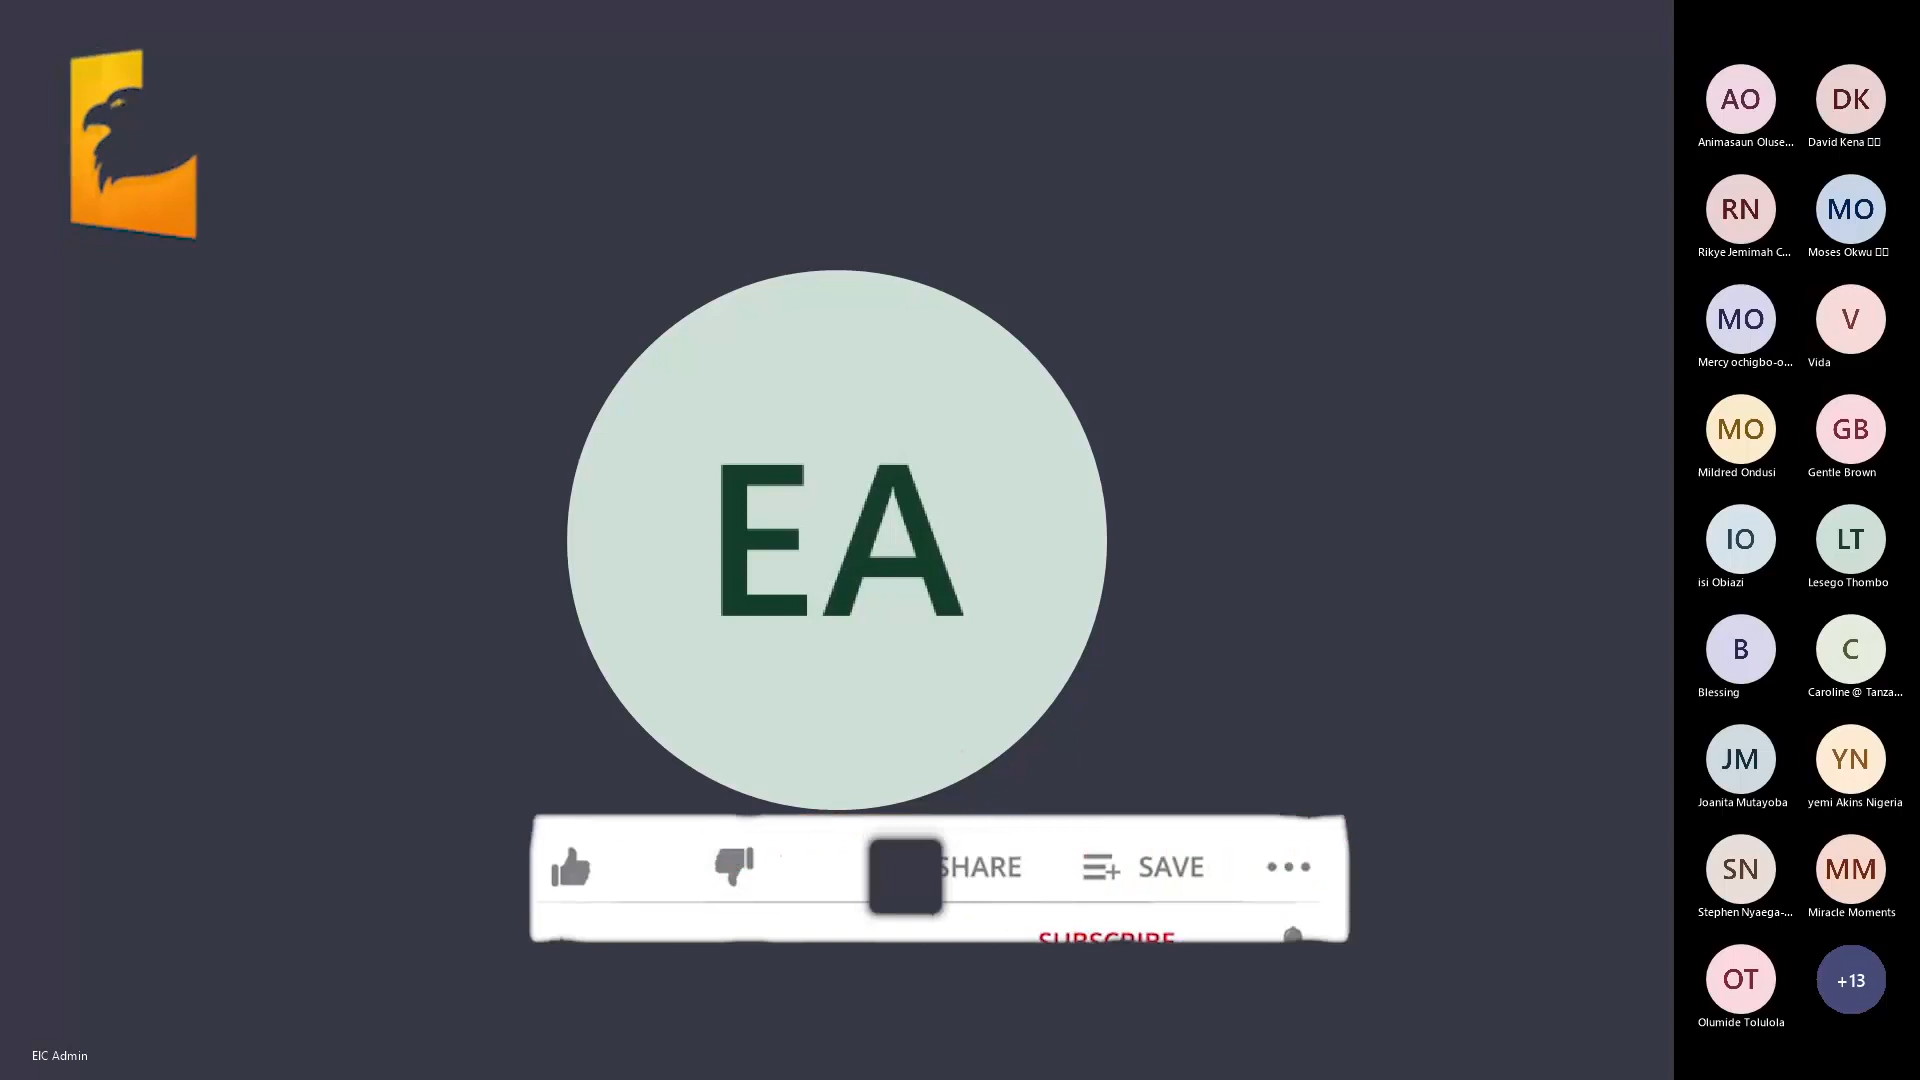 EA
SHARE
SAVE
SUBSCRIBE
EIC Admin
AO
DK
Animasaun Oluse...
David Kena
RN
MO
Rikye Jemimah C...
Moses Okwu
MO
V
Mercy ochigbo-o...
Vida
MO
GB
Mildred Ondusi
Gentle Brown
IO
LT
isi Obiazi
Lesego Thombo
B
C
Blessing
Caroline @ Tanza...
JM
YN
Joanita Mutayoba
yemi Akins Nigeria
SN
MM
Stephen Nyaega-...
Miracle Moments
OT
+13
Olumide Tolulola